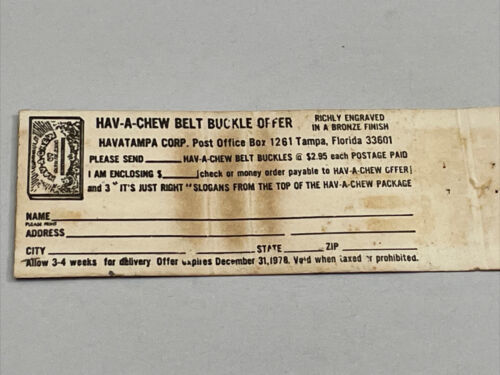 HAV-A-CHEW BELT BUCKLE OFFER
RICHLY ENGRAVED
IN A BRONZE FINISH
HAVATAMPA CORP. Post Office Box 1261 Tampa, Florida 33601
PLEASE SEND ______ HAV-A-CHEW BELT BUCKLES @ $2.95 each POSTAGE PAID
I AM ENCLOSING $______ (check or money order payable to HAV-A-CHEW OFFER)
and 3 "IT'S JUST RIGHT" SLOGANS FROM THE TOP OF THE HAV-A-CHEW PACKAGE
NAME
PLEASE PRINT
ADDRESS
CITY STATE ZIP
Allow 3-4 weeks for delivery Offer expires December 31, 1978. Void when taxed or prohibited.